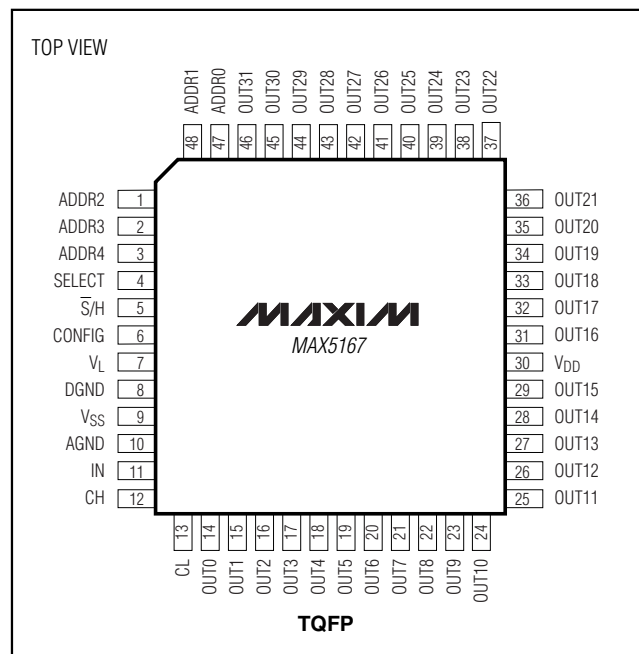 TOP VIEW
ADDR1
ADDR0
OUT31
OUT30
OUT29
OUT28
OUT27
OUT26
OUT25
OUT24
OUT23
OUT22
48
47
46
45
44
43
42
41
40
39
38
37
ADDR2 1
ADDR3 2
ADDR4 3
SELECT 4
S̅/H 5
CONFIG 6
VL 7
DGND 8
VSS 9
AGND 10
IN 11
CH 12
MAXIM
MAX5167
36 OUT21
35 OUT20
34 OUT19
33 OUT18
32 OUT17
31 OUT16
30 VDD
29 OUT15
28 OUT14
27 OUT13
26 OUT12
25 OUT11
13
14
15
16
17
18
19
20
21
22
23
24
CL
OUT0
OUT1
OUT2
OUT3
OUT4
OUT5
OUT6
OUT7
OUT8
OUT9
OUT10
TQFP